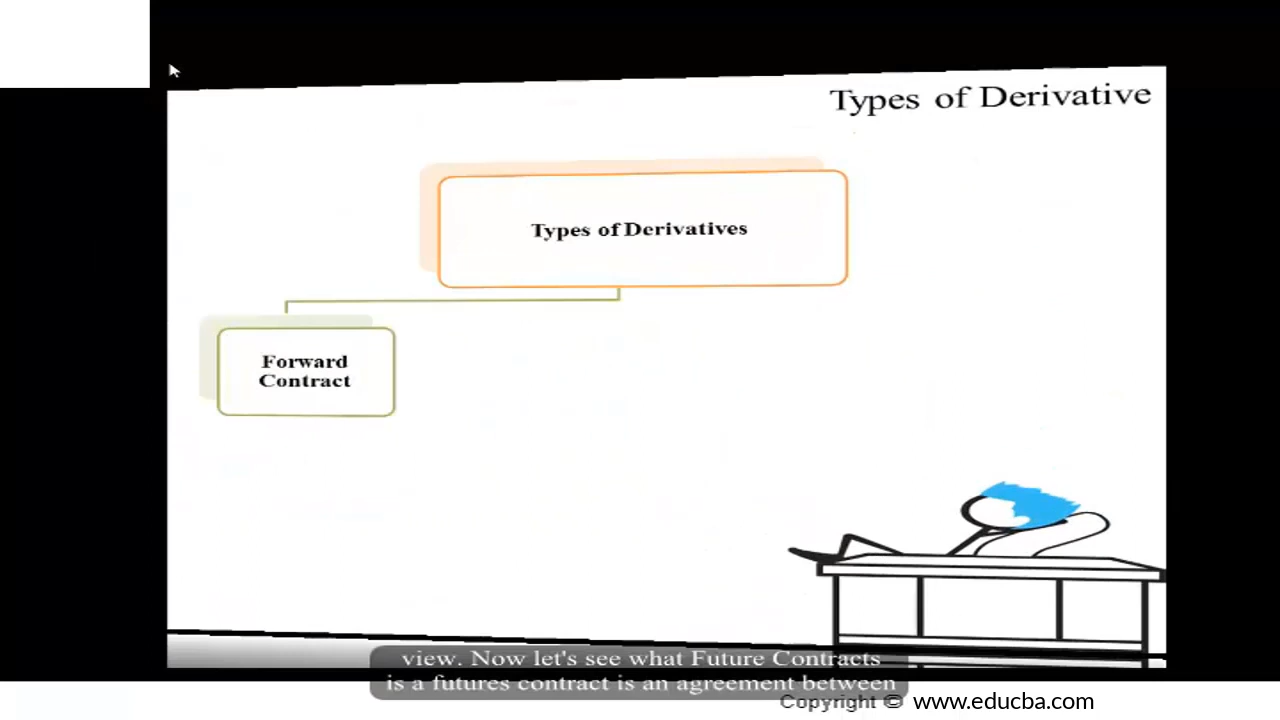 Types of Derivative
Types of Derivatives
Forward
Contract
view. Now let's see what Future Contracts
is a futures contract is an agreement between
Copyright © www.educba.com